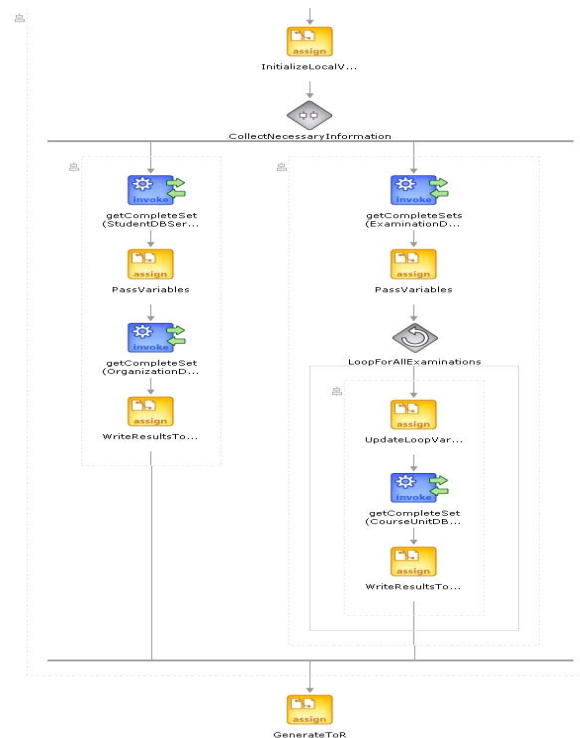 assign
InitializeLocalV...
CollectNecessaryInformation
invoke
getCompleteSet
(StudentDBSer...
assign
PassVariables
invoke
getCompleteSet
(OrganizationD...
assign
WriteResultsTo...
invoke
getCompleteSets
(ExaminationD...
assign
PassVariables
LoopForAllExaminations
assign
UpdateLoopVar...
invoke
getCompleteSet
(CourseUnitDB...
assign
WriteResultsTo...
assign
GenerateToR